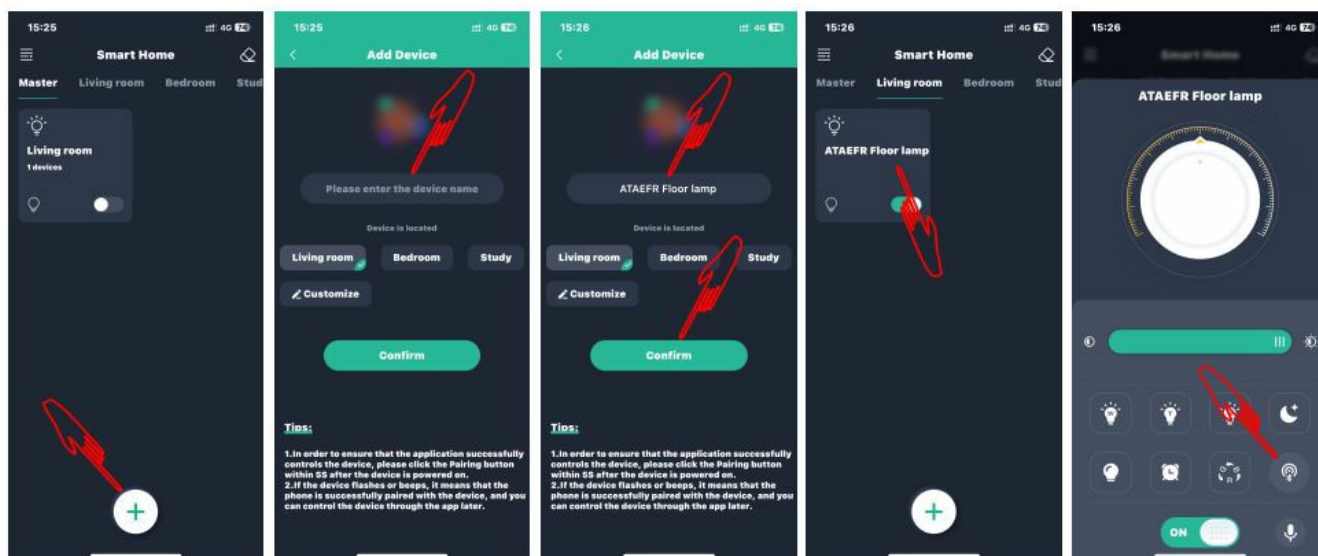 15:25
4G 74
Smart Home
Master Living room Bedroom Stud
Living room
1 devices
15:25
4G 74
Add Device
Please enter the device name
Device is located
Living room Bedroom Study
Customize
Confirm
Tips:
1.In order to ensure that the application successfully
controls the device, please click the Pairing button
within 5S after the device is powered on.
2.If the device flashes or beeps, it means that the
phone is successfully paired with the device, and you
can control the device through the app later.
15:26
4G 74
Add Device
ATAEFR Floor lamp
Device is located
Living room Bedroom Study
Customize
Confirm
Tips:
1.In order to ensure that the application successfully
controls the device, please click the Pairing button
within 5S after the device is powered on.
2.If the device flashes or beeps, it means that the
phone is successfully paired with the device, and you
can control the device through the app later.
15:26
4G 74
Smart Home
Master Living room Bedroom Stud
ATAEFR Floor lamp
15:26
4G 74
Smart Home
ATAEFR Floor lamp
W Y
R
ON